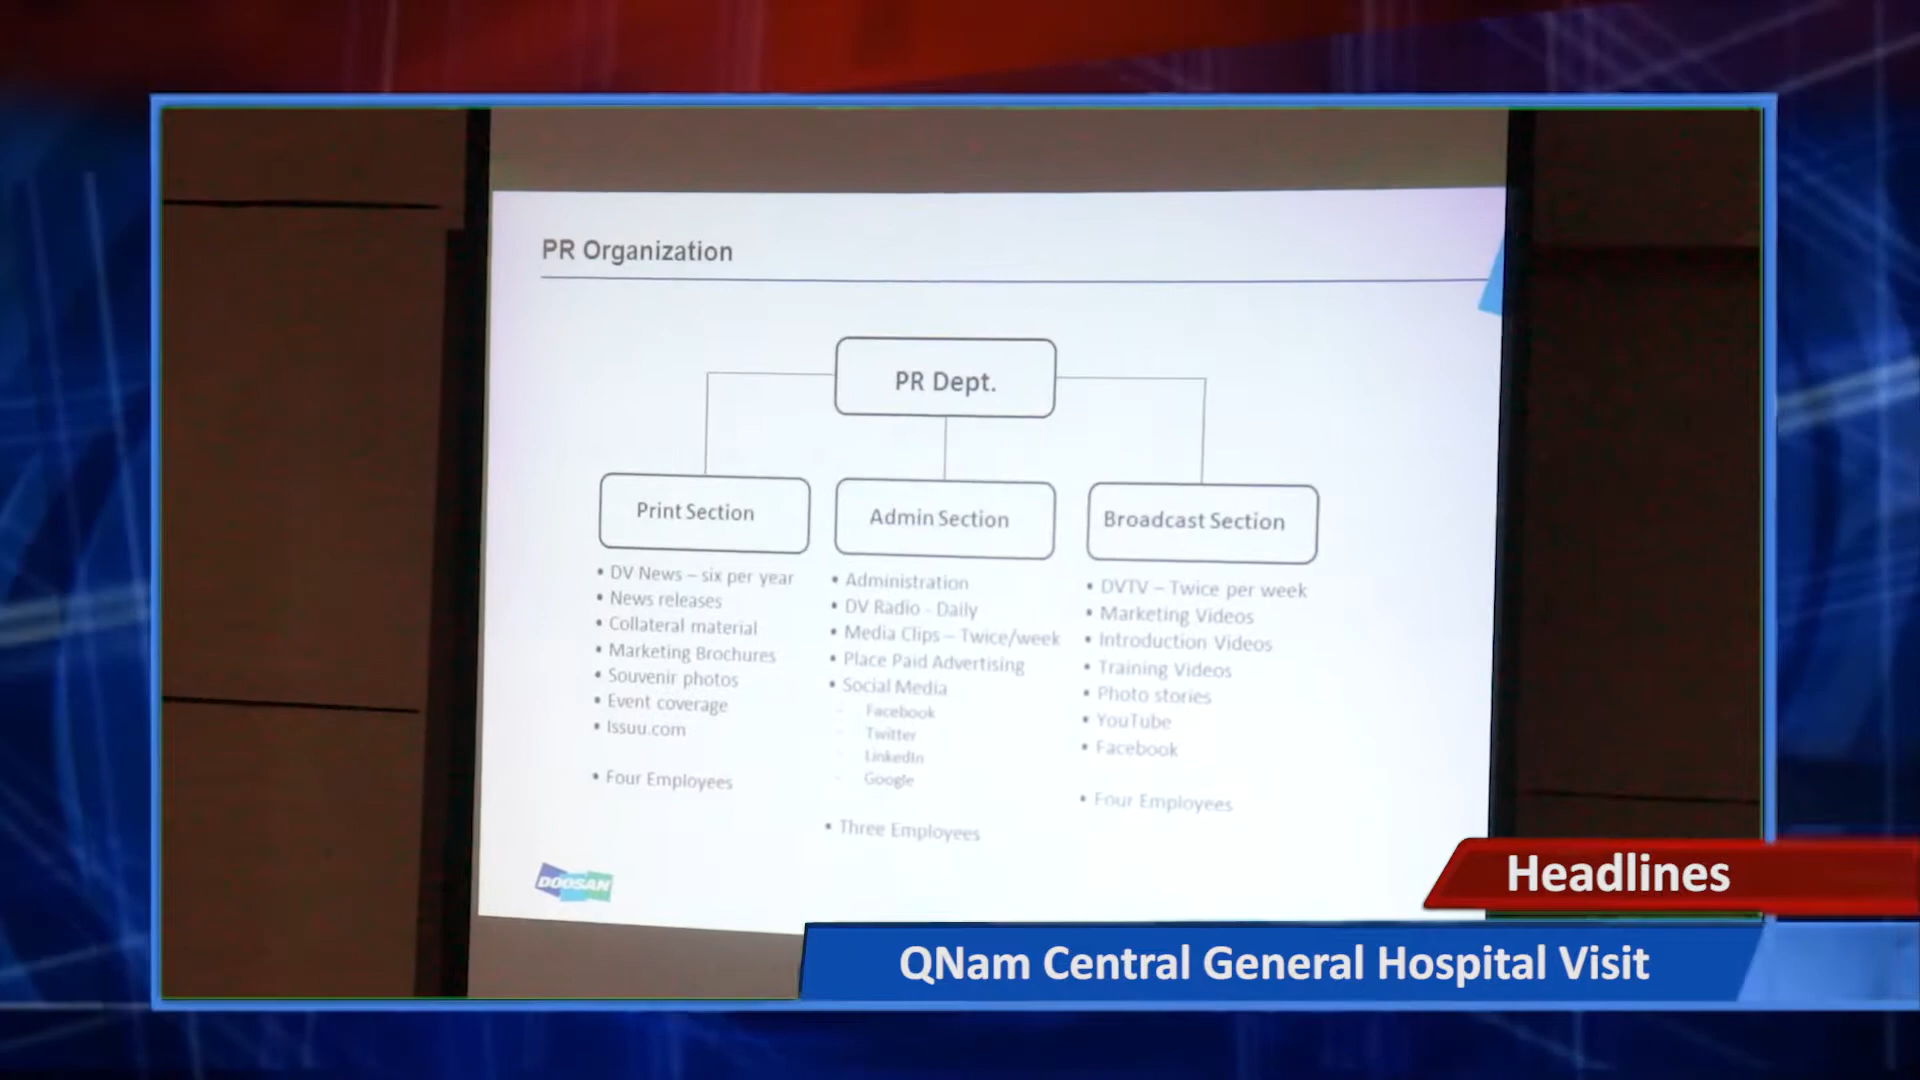 PR Organization
PR Dept.
Print Section
• DV News – six per year
• News releases
• Collateral material
• Marketing Brochures
• Souvenir photos
• Event coverage
• Issuu.com
• Four Employees
Admin Section
• Administration
• DV Radio - Daily
• Media Clips – Twice/week
• Place Paid Advertising
• Social Media
- Facebook
- Twitter
- LinkedIn
- Google
• Three Employees
Broadcast Section
• DVTV – Twice per week
• Marketing Videos
• Introduction Videos
• Training Videos
• Photo stories
• YouTube
• Facebook
• Four Employees
DOOSAN
Headlines
QNam Central General Hospital Visit